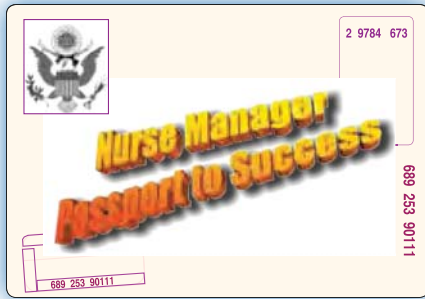 2 9784 673
Nurse Manager
Passport to Success
689 253 90111
689 253 90111